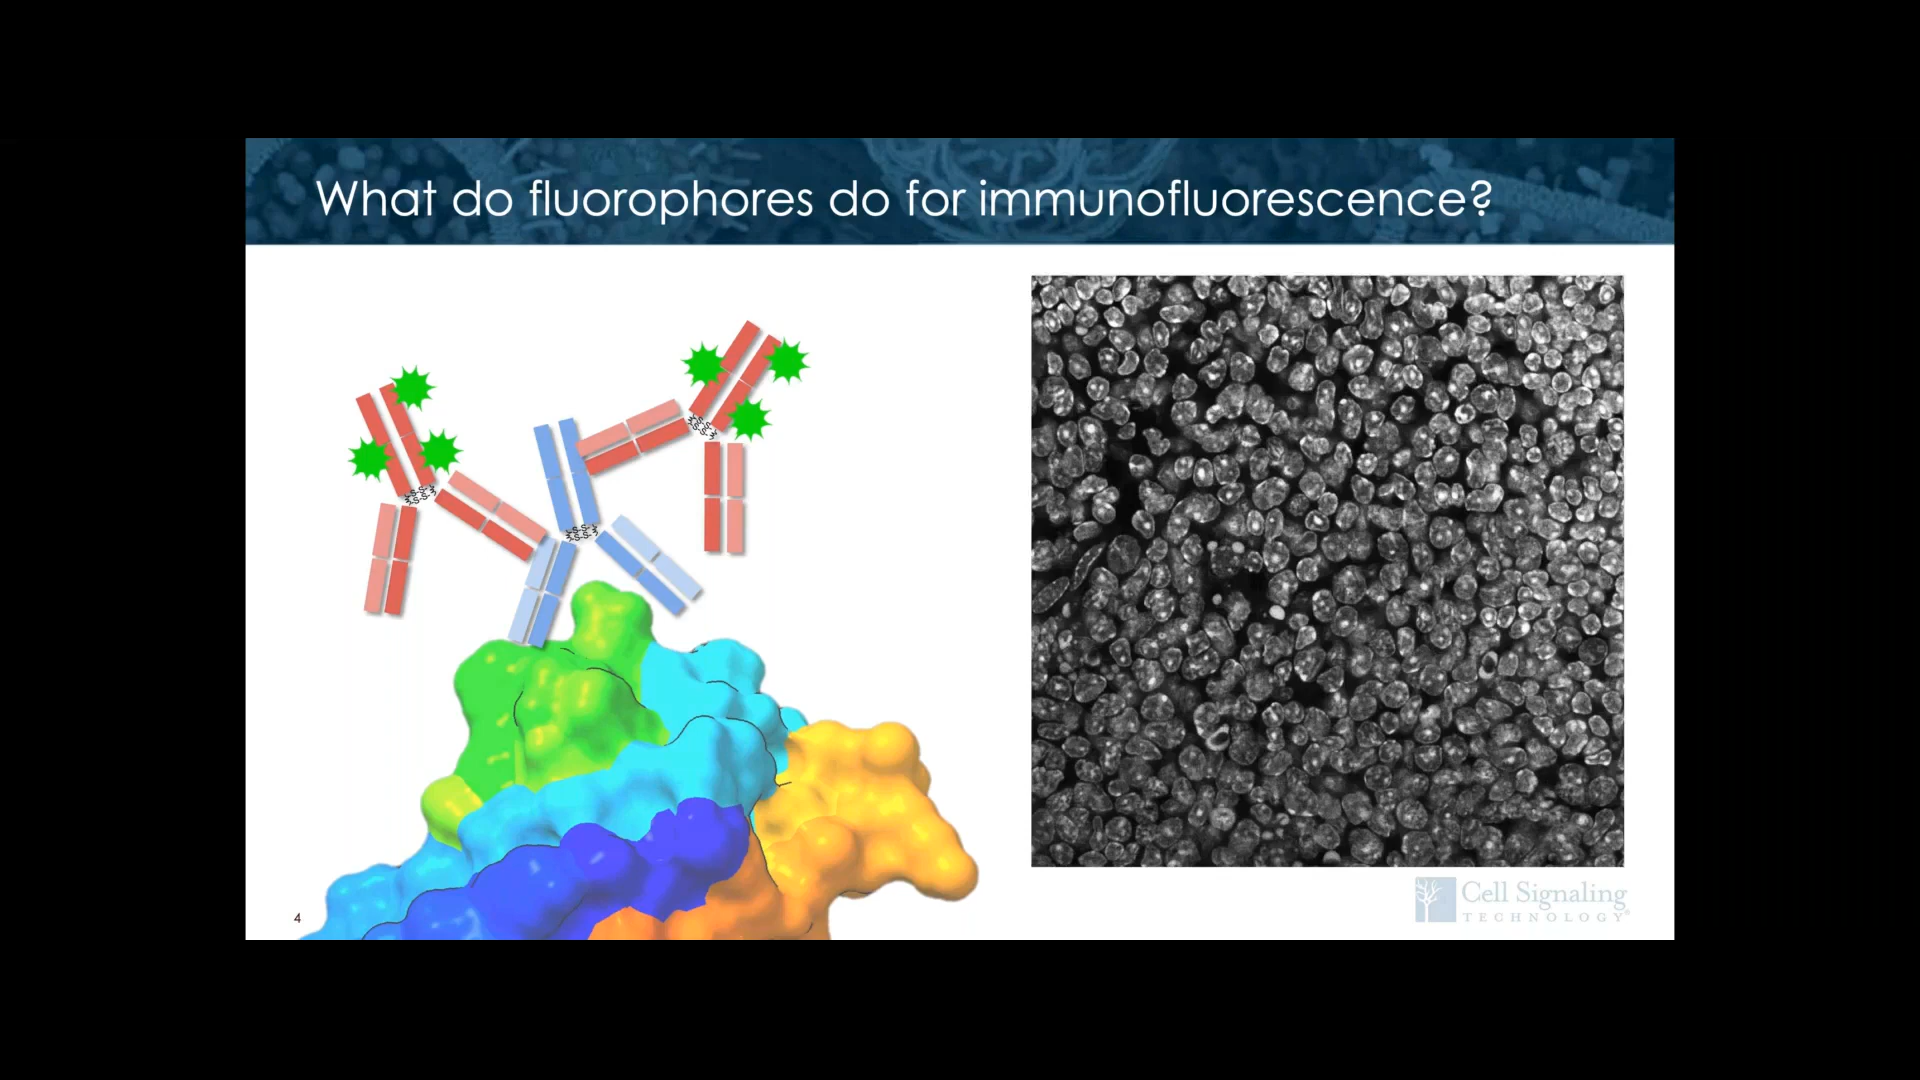 What do fluorophores do for immunofluorescence?
4
Cell Signaling
TECHNOLOGY®